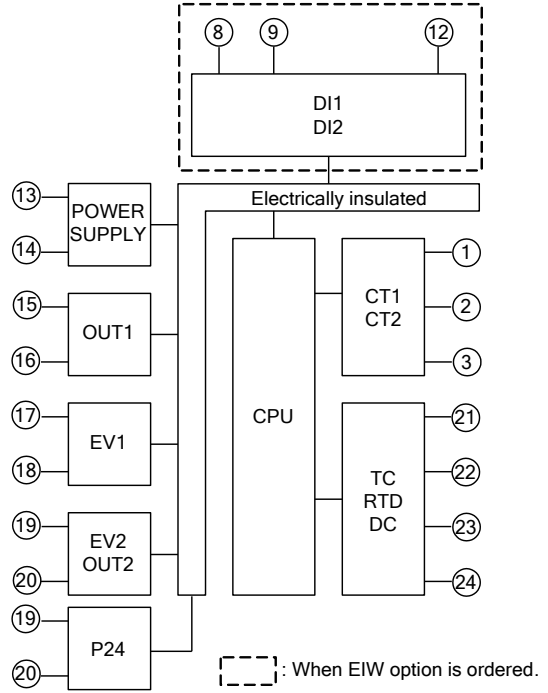 8 9 12
DI1
DI2
Electrically insulated
13
14
POWER
SUPPLY
15
16
OUT1
17
18
EV1
19
20
EV2
OUT2
19
20
P24
CPU
CT1
CT2
1
2
3
TC
RTD
DC
21
22
23
24
: When EIW option is ordered.